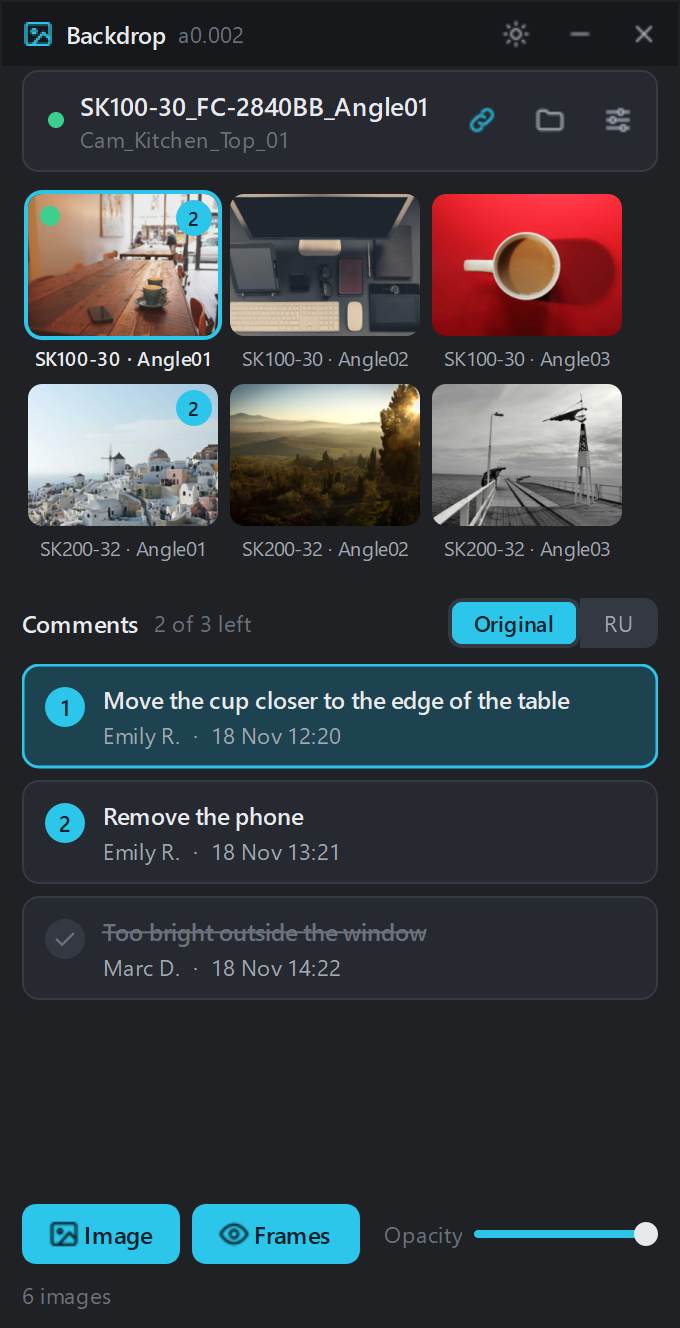 Backdrop a0.002
SK100-30_FC-2840BB_Angle01
Cam_Kitchen_Top_01
2
SK100-30 · Angle01 SK100-30 · Angle02 SK100-30 · Angle03
2
SK200-32 · Angle01 SK200-32 · Angle02 SK200-32 · Angle03
Comments 2 of 3 left Original RU
1 Move the cup closer to the edge of the table
Emily R. · 18 Nov 12:20
2 Remove the phone
Emily R. · 18 Nov 13:21
Too bright outside the window
Marc D. · 18 Nov 14:22
Image Frames Opacity
6 images